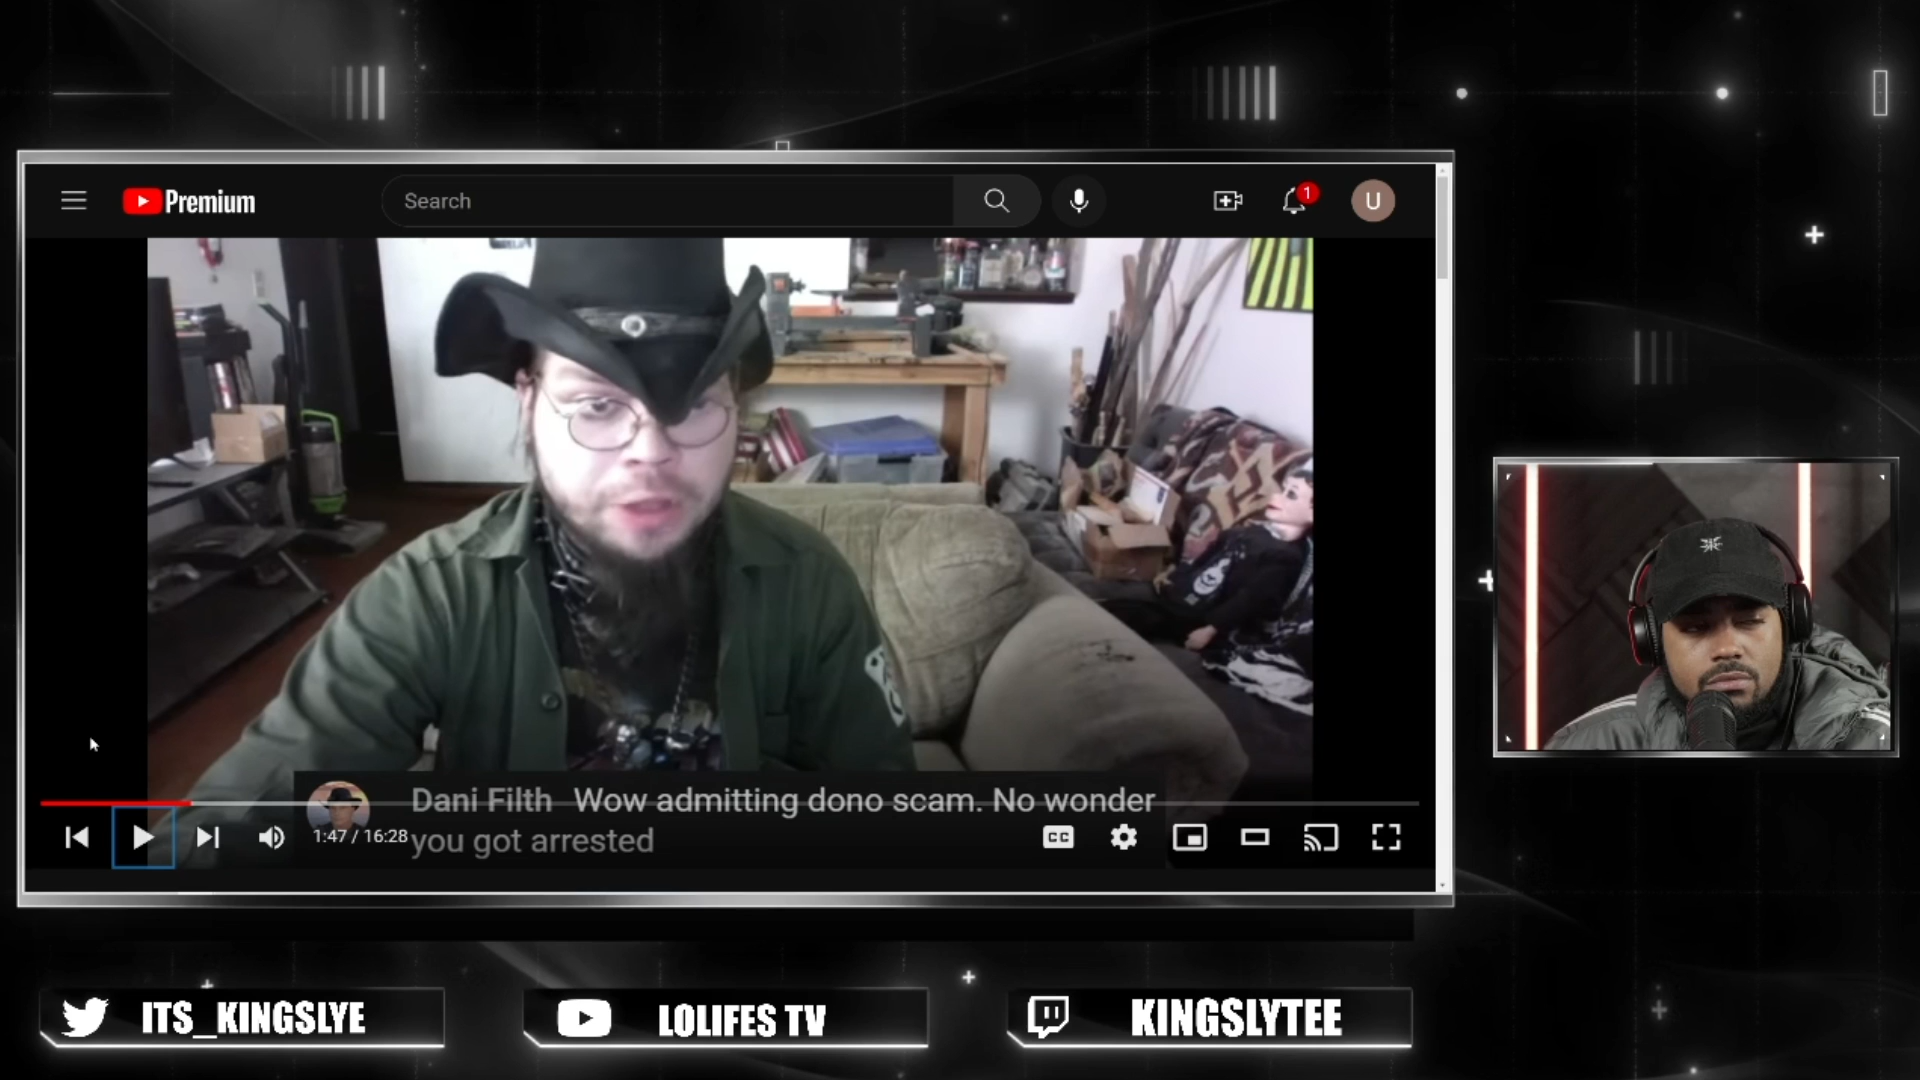 Premium
Search
1
U
Dani Filth Wow admitting dono scam. No wonder
you got arrested
1:47 / 16:28
CC
ITS_KINGSLYE
LOLIFES TV
KINGSLYTEE